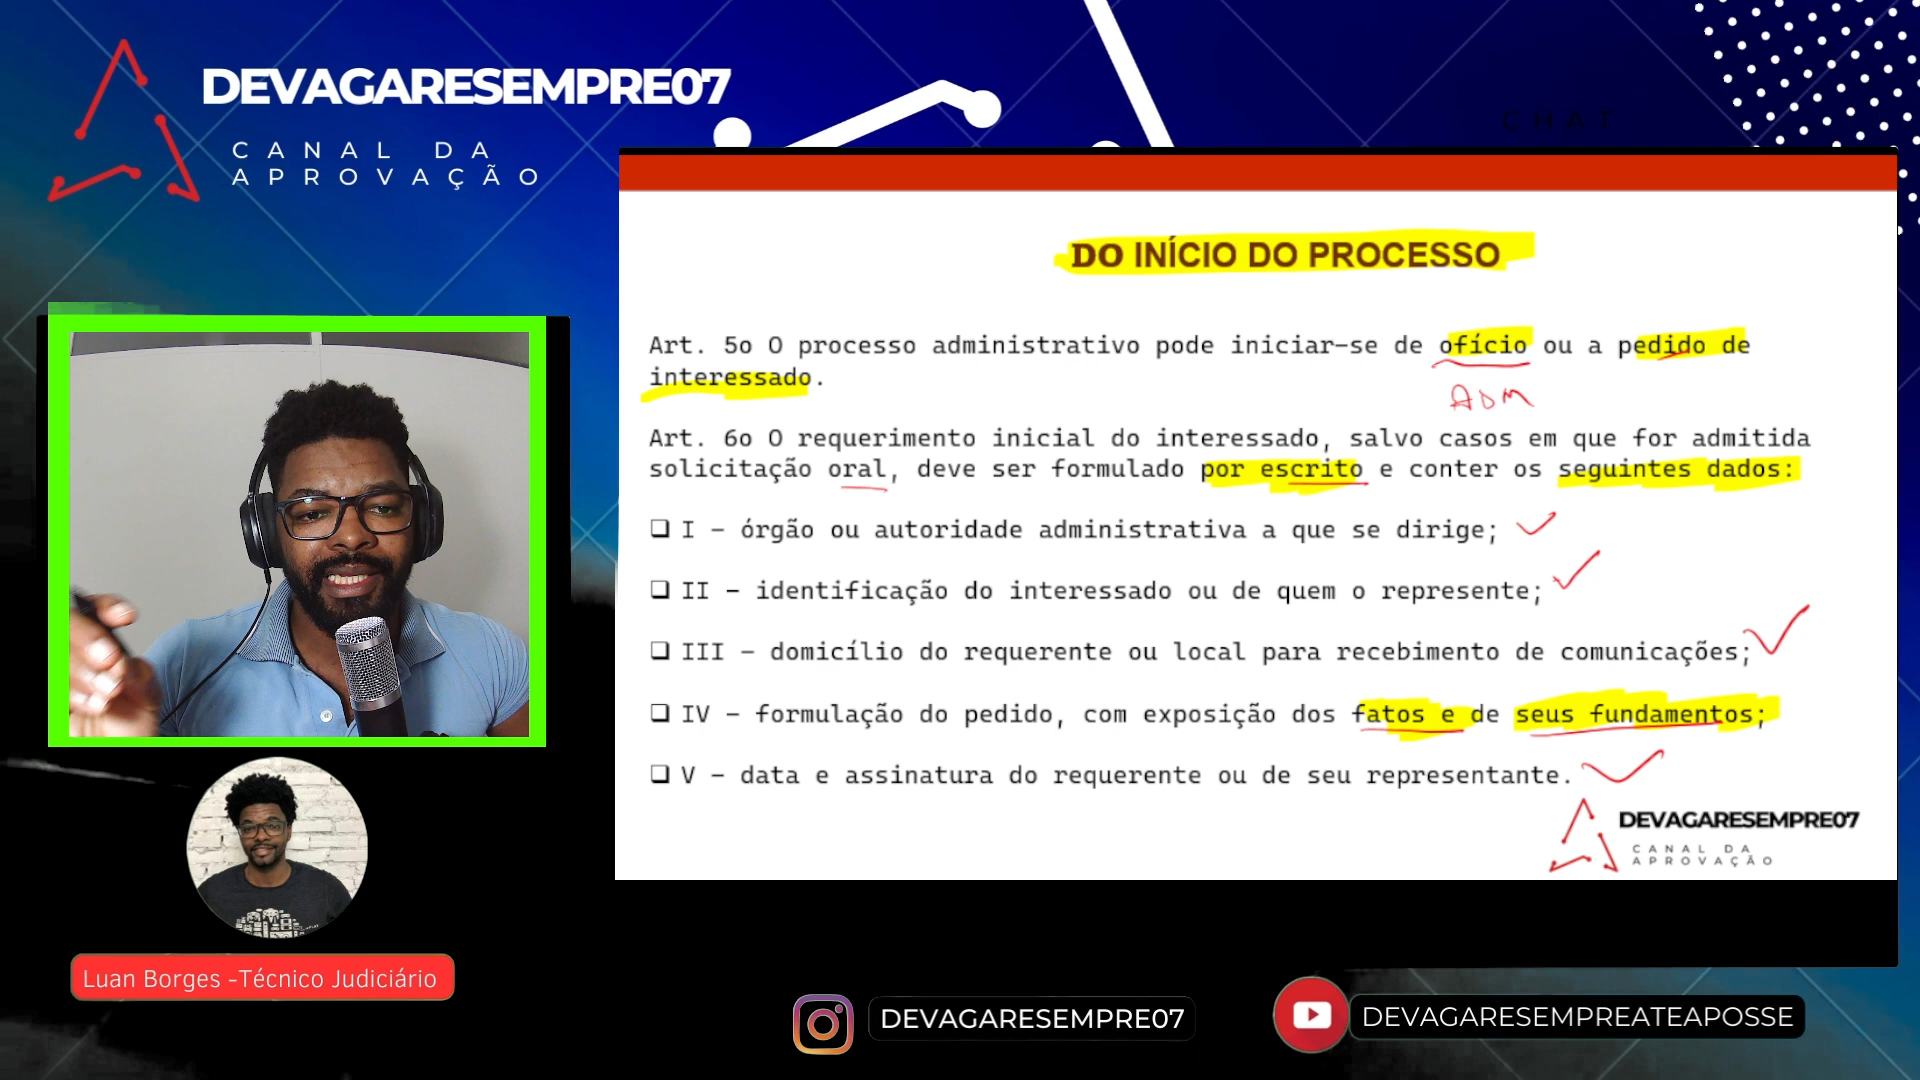 DEVAGARESEMPRE07
CANAL DA
APROVAÇÃO
CHAT
DO INÍCIO DO PROCESSO
Art. 5o O processo administrativo pode iniciar-se de ofício ou a pedido de
interessado.
ADM
Art. 6o O requerimento inicial do interessado, salvo casos em que for admitida
solicitação oral, deve ser formulado por escrito e conter os seguintes dados:
❑ I – órgão ou autoridade administrativa a que se dirige;
❑ II – identificação do interessado ou de quem o represente;
❑ III – domicílio do requerente ou local para recebimento de comunicações;
❑ IV – formulação do pedido, com exposição dos fatos e de seus fundamentos;
❑ V – data e assinatura do requerente ou de seu representante.
DEVAGARESEMPRE07
CANAL DA
APROVAÇÃO
Luan Borges -Técnico Judiciário
DEVAGARESEMPRE07
DEVAGARESEMPREATEAPOSSE